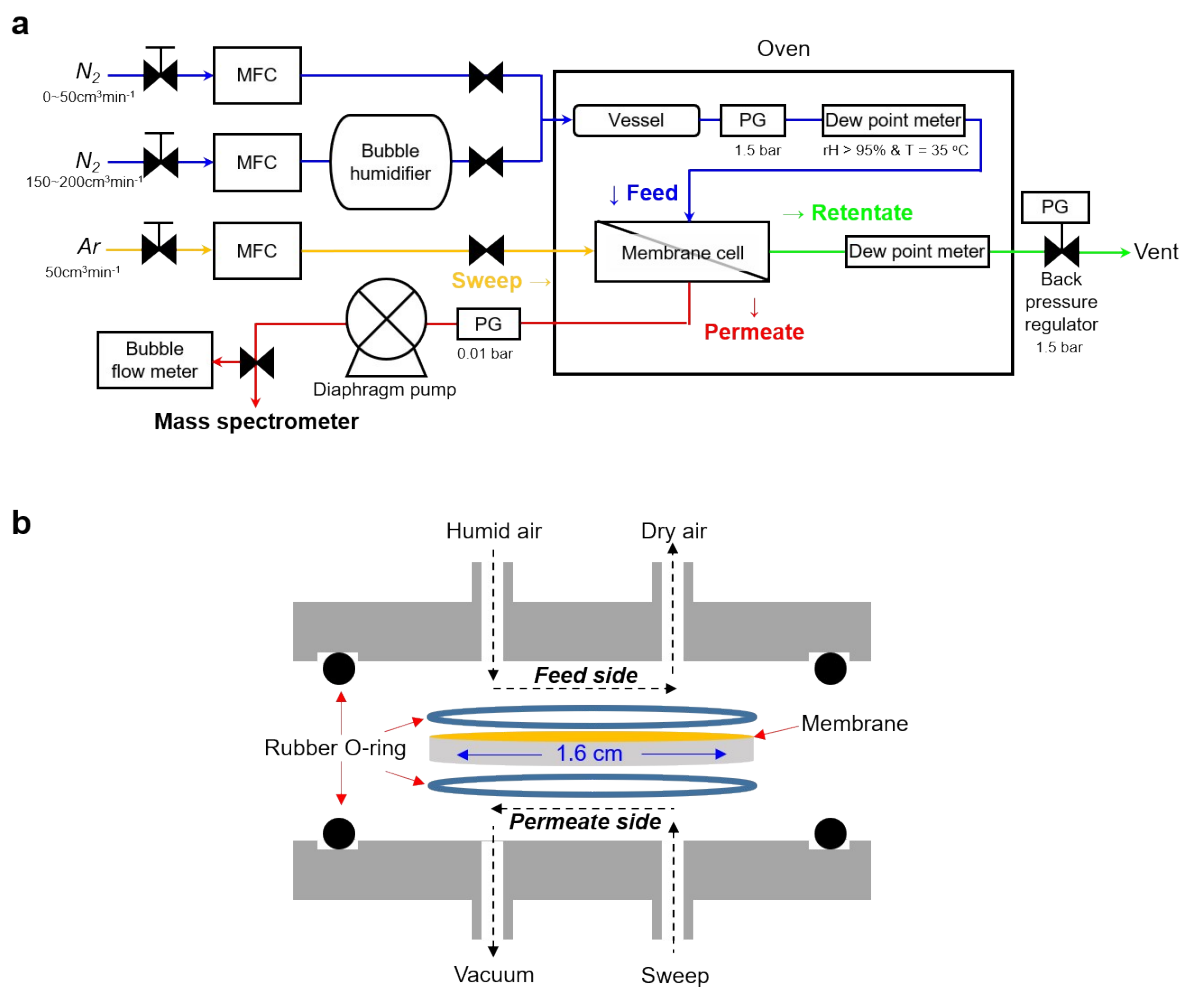 a
Oven
N₂
0~50cm³min⁻¹
MFC
Vessel
PG
Dew point meter
1.5 bar
rH > 95% & T = 35 ºC
N₂
150~200cm³min⁻¹
MFC
Bubble
humidifier
↓ Feed
→ Retentate
PG
Ar
50cm³min⁻¹
MFC
Sweep →
Membrane cell
Dew point meter
Vent
Back
pressure
regulator
1.5 bar
↓
Permeate
PG
0.01 bar
Bubble
flow meter
Diaphragm pump
Mass spectrometer
b
Humid air
Dry air
Feed side
Rubber O-ring
Membrane
1.6 cm
Permeate side
Vacuum
Sweep